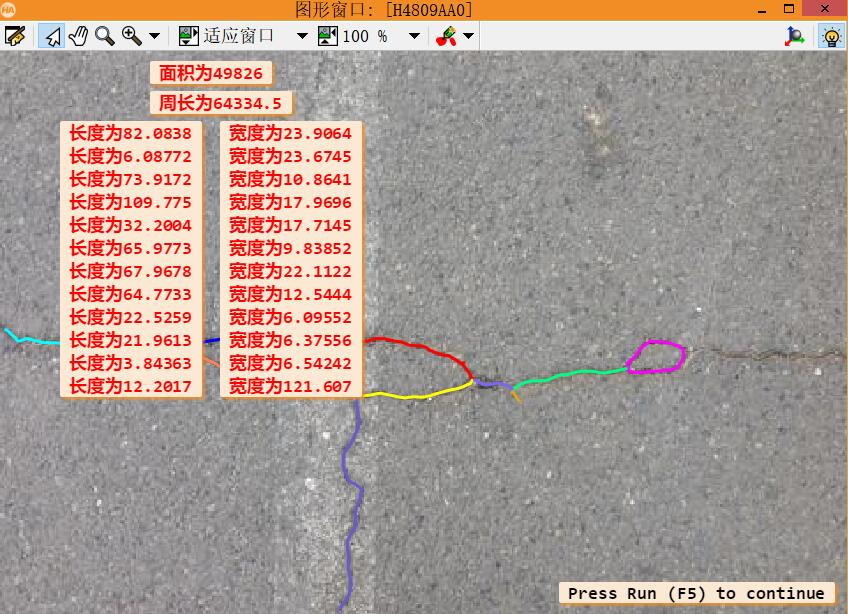 图形窗口: [H4809AA0]
适应窗口
100 %
面积为49826
周长为64334.5
长度为82.0838
长度为6.08772
长度为73.9172
长度为109.775
长度为32.2004
长度为65.9773
长度为67.9678
长度为64.7733
长度为22.5259
长度为21.9613
长度为3.84363
长度为12.2017
宽度为23.9064
宽度为23.6745
宽度为10.8641
宽度为17.9696
宽度为17.7145
宽度为9.83852
宽度为22.1122
宽度为12.5444
宽度为6.09552
宽度为6.37556
宽度为6.54242
宽度为121.607
Press Run (F5) to continue